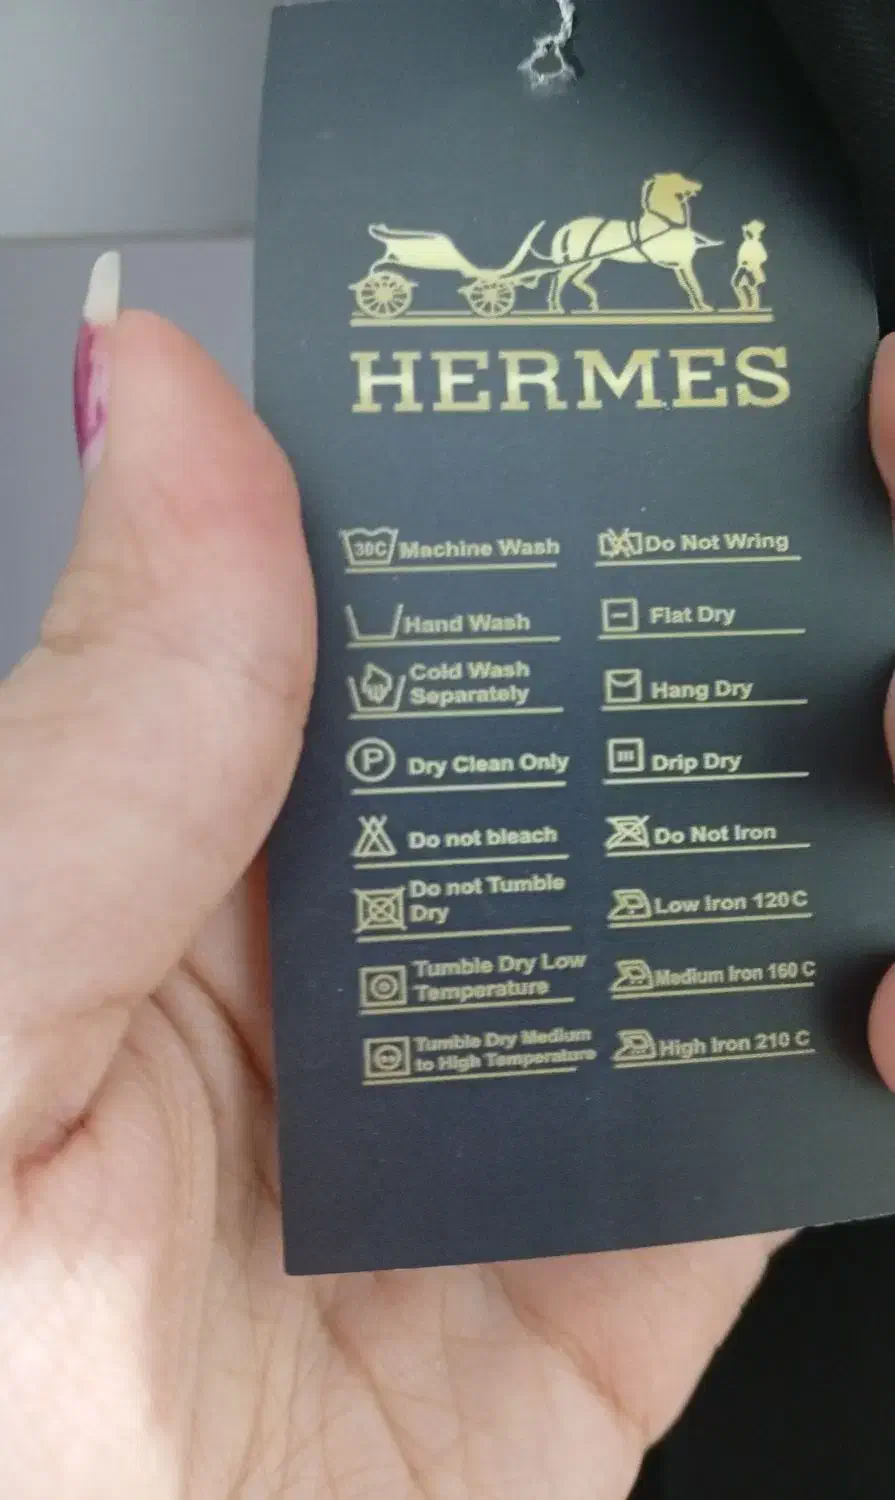 HERMES
30C Machine Wash
Hand Wash
Cold Wash
Separately
P Dry Clean Only
Do not bleach
Do not Tumble
Dry
Tumble Dry Low
Temperature
Tumble Dry Medium
to High Temperature
Do Not Wring
Flat Dry
Hang Dry
Drip Dry
Do Not Iron
Low Iron 120 C
Medium Iron 160 C
High Iron 210 C